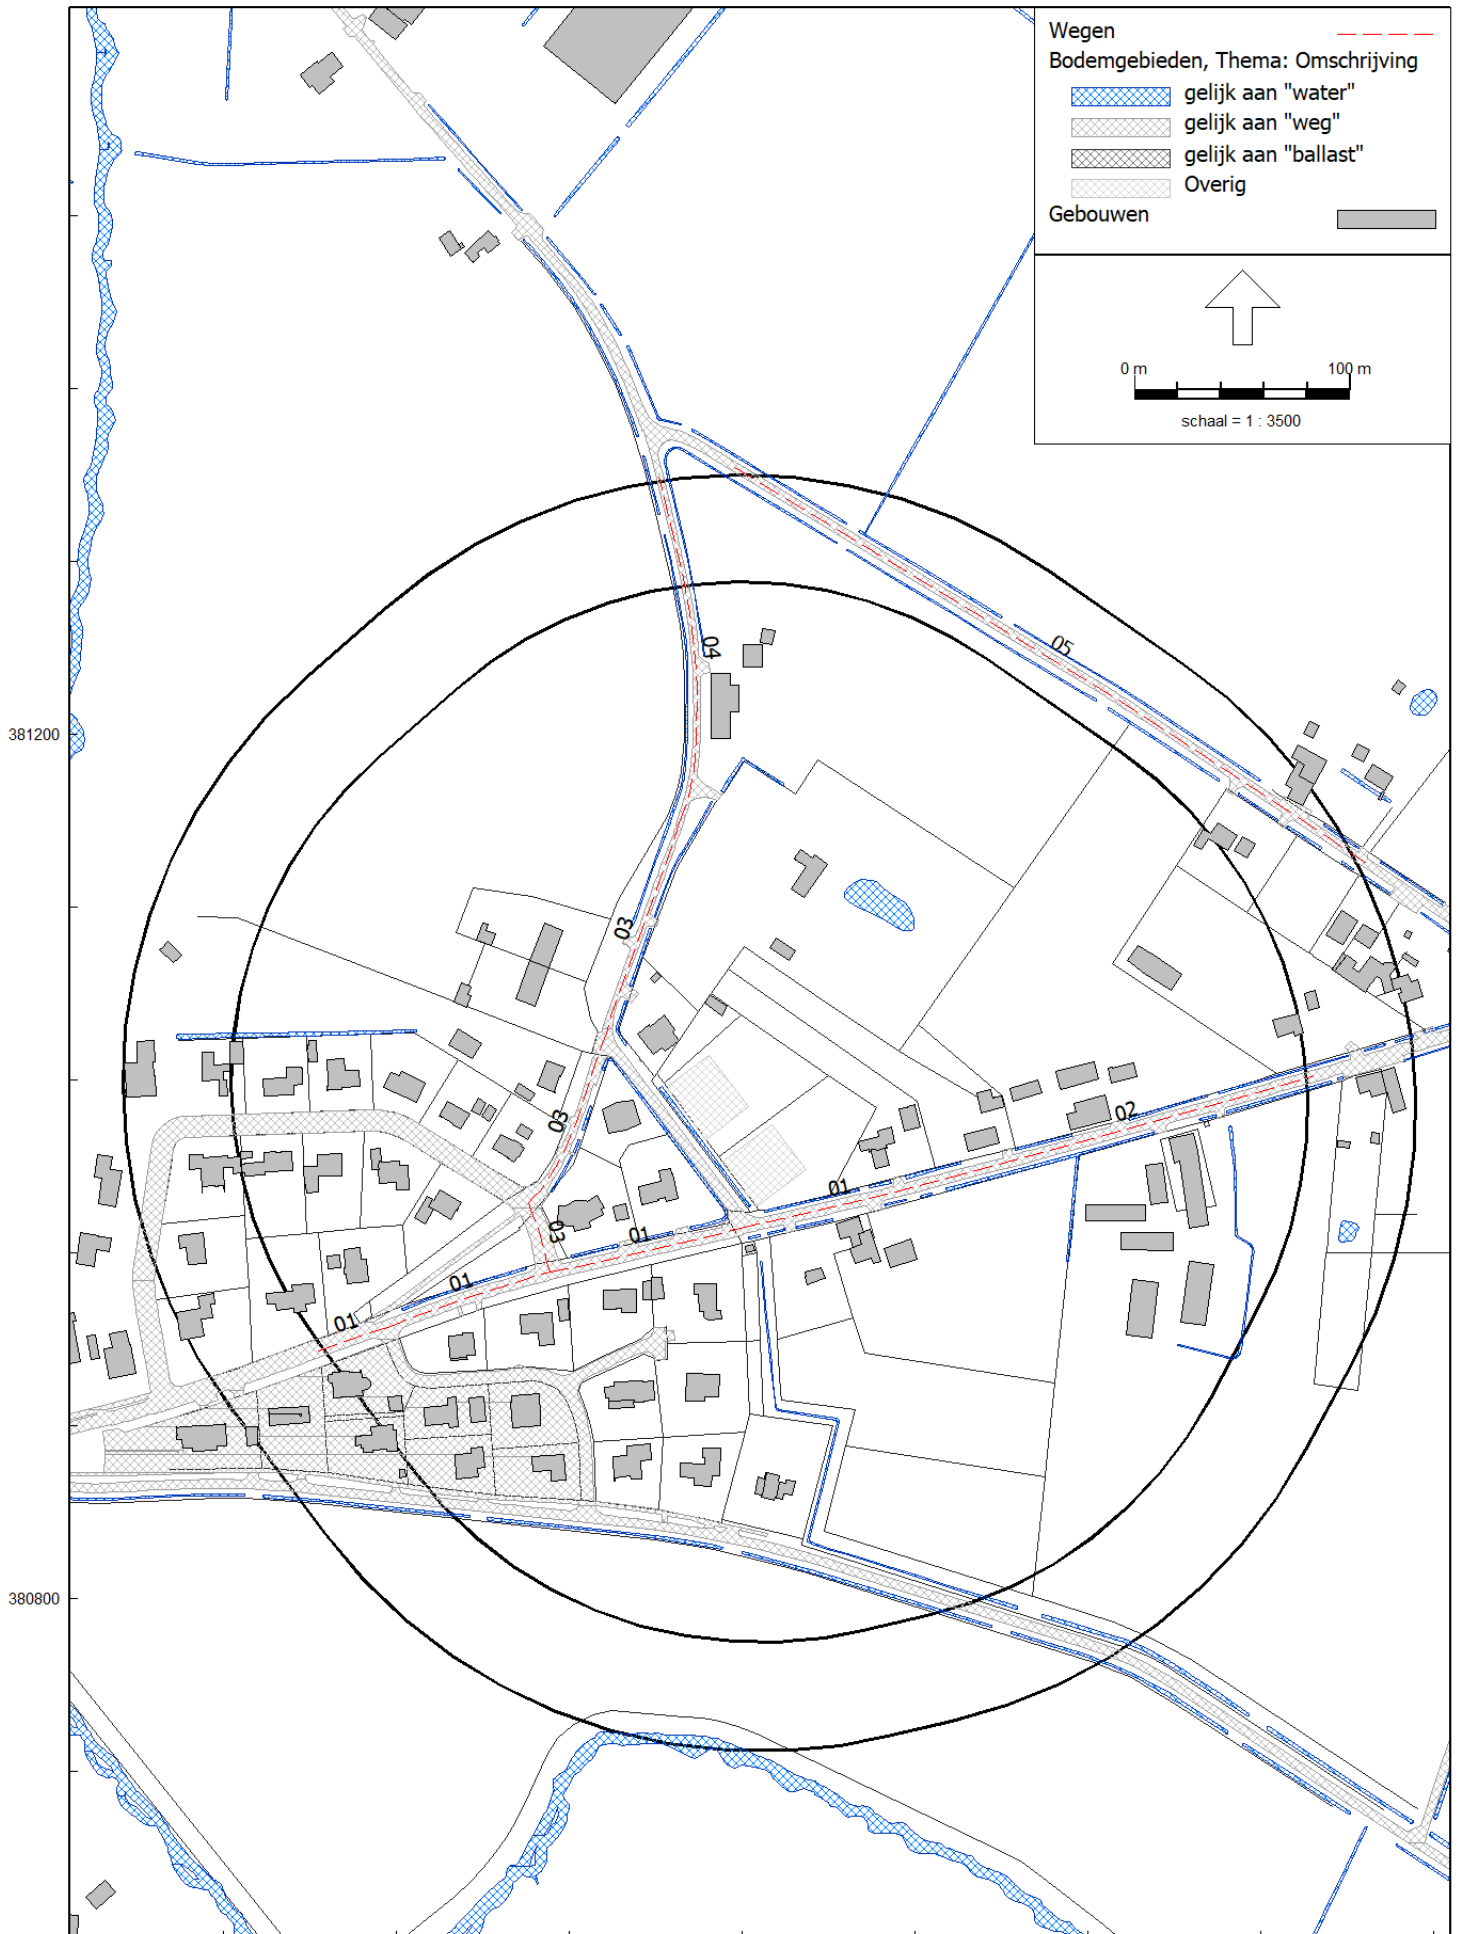 Wegen
Bodemgebieden, Thema: Omschrijving
gelijk aan "water"
gelijk aan "weg"
gelijk aan "ballast"
Overig
Gebouwen
0 m 100 m
schaal = 1 : 3500
04
05
381200
03
03
02
01
03
01
01
01
380800